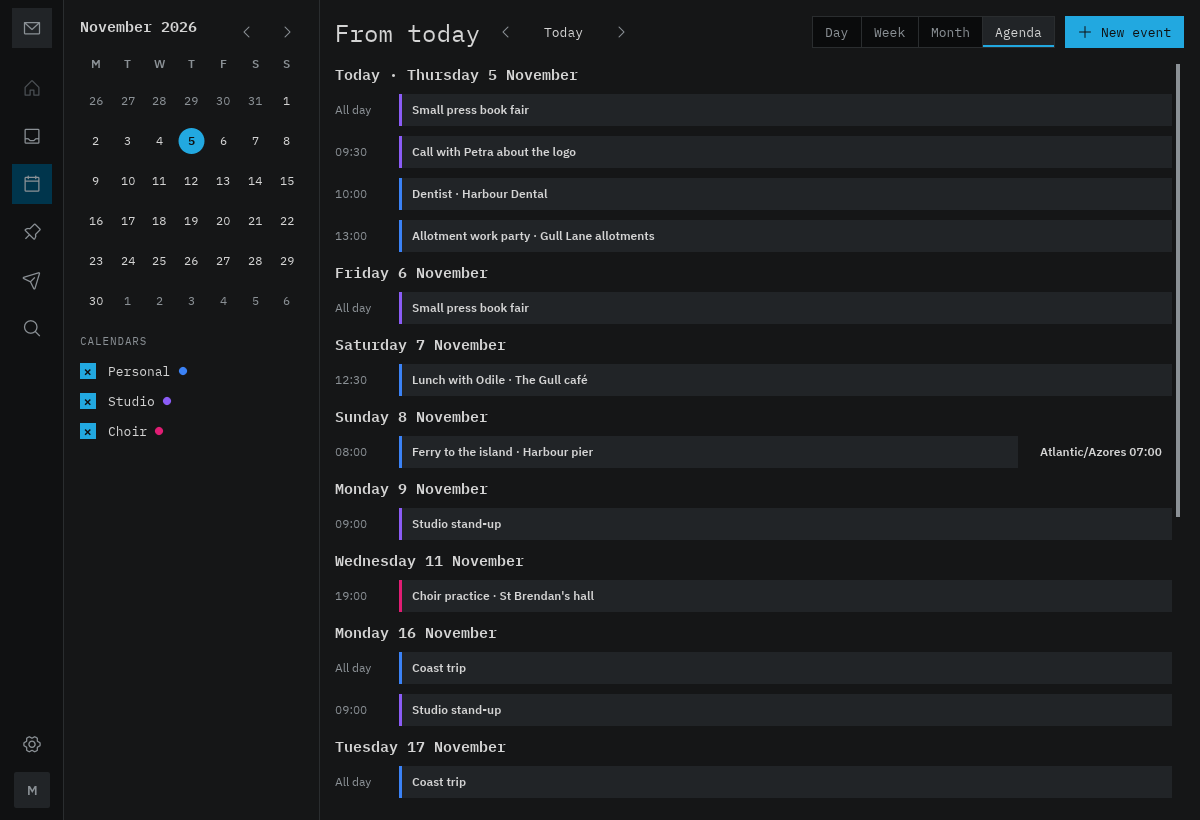 November 2026
M T W T F S S
26 27 28 29 30 31 1
2 3 4 5 6 7 8
9 10 11 12 13 14 15
16 17 18 19 20 21 22
23 24 25 26 27 28 29
30 1 2 3 4 5 6
CALENDARS
Personal
Studio
Choir
M
From today
Today
Day Week Month Agenda
New event
Today · Thursday 5 November
All day Small press book fair
09:30 Call with Petra about the logo
10:00 Dentist · Harbour Dental
13:00 Allotment work party · Gull Lane allotments
Friday 6 November
All day Small press book fair
Saturday 7 November
12:30 Lunch with Odile · The Gull café
Sunday 8 November
08:00 Ferry to the island · Harbour pier Atlantic/Azores 07:00
Monday 9 November
09:00 Studio stand-up
Wednesday 11 November
19:00 Choir practice · St Brendan's hall
Monday 16 November
All day Coast trip
09:00 Studio stand-up
Tuesday 17 November
All day Coast trip